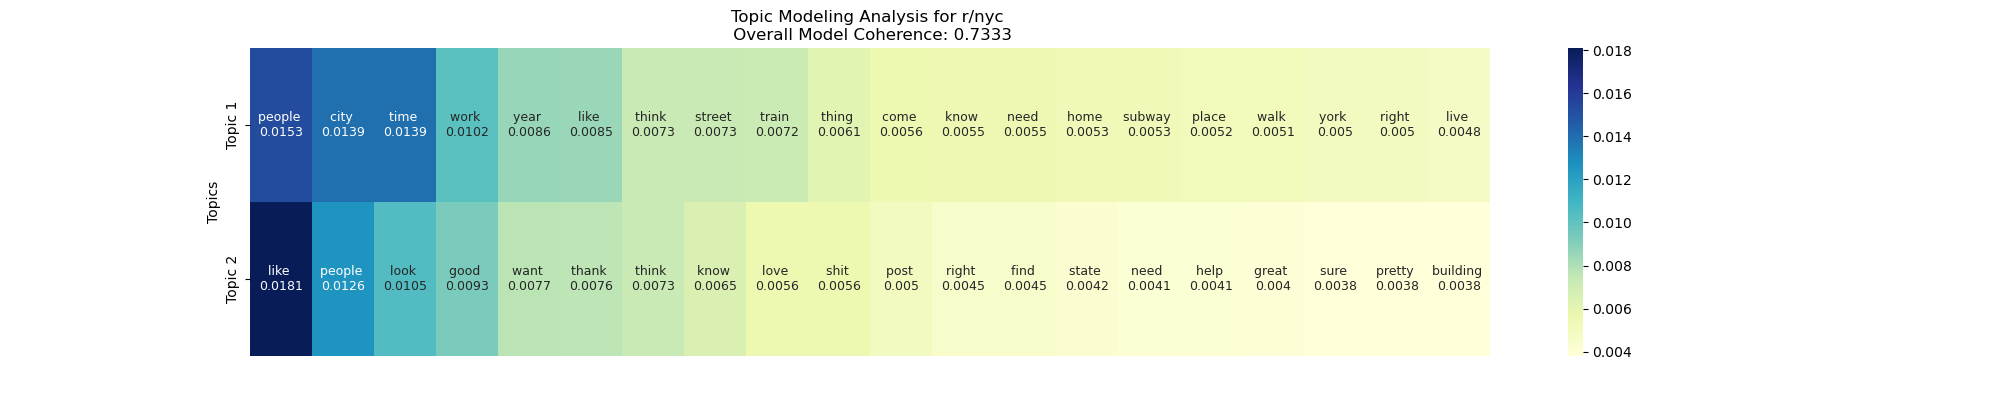 Topic Modeling Analysis for r/nyc
Overall Model Coherence: 0.7333
Topics
Topic 1
people city time work year like think street train thing come know need home subway place walk york right live
0.0153 0.0139 0.0139 0.0102 0.0086 0.0085 0.0073 0.0073 0.0072 0.0061 0.0056 0.0055 0.0055 0.0053 0.0053 0.0052 0.0051 0.005 0.005 0.0048
Topic 2
like people look good want thank think know love shit post right find state need help great sure pretty building
0.0181 0.0126 0.0105 0.0093 0.0077 0.0076 0.0073 0.0065 0.0056 0.0056 0.005 0.0045 0.0045 0.0042 0.0041 0.0041 0.004 0.0038 0.0038 0.0038
0.018
0.016
0.014
0.012
0.010
0.008
0.006
0.004